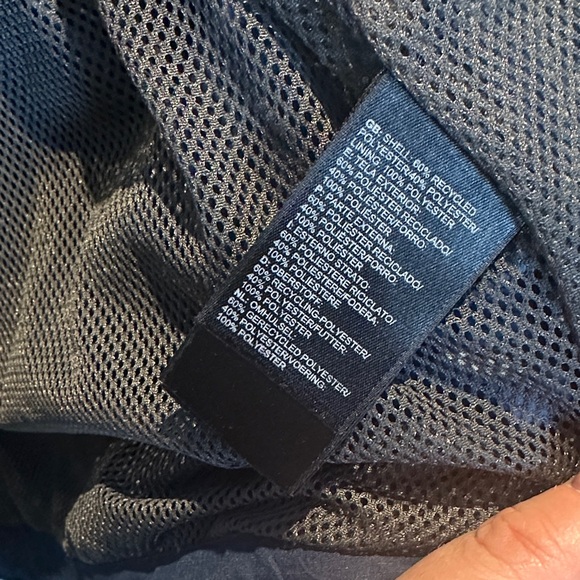 GB: SHELL 60% RECYCLED
POLYESTER/40% POLYESTER/
LINING: 100% POLYESTER
E: TELA EXTERIOR:
60% POLIÉSTER RECICLADO/
40% POLIÉSTER/FORRO:
100% POLIÉSTER
P: PARTE EXTERNA:
60% POLIÉSTER RECICLADO/
40% POLIÉSTER/FORRO:
100% POLIÉSTER
I: ESTERNO STRATO:
60% POLIESTERE RICICLATO/
40% POLIESTERE/FODERA:
100% POLIESTERE
D: OBERSTOFF:
60% RECYCLING-POLYESTER/
40% POLYESTER/FUTTER:
100% POLYESTER
NL: OMHULSEL:
60% GERECYCLED POLYESTER/
40% POLYESTER/VOERING:
100% POLYESTER